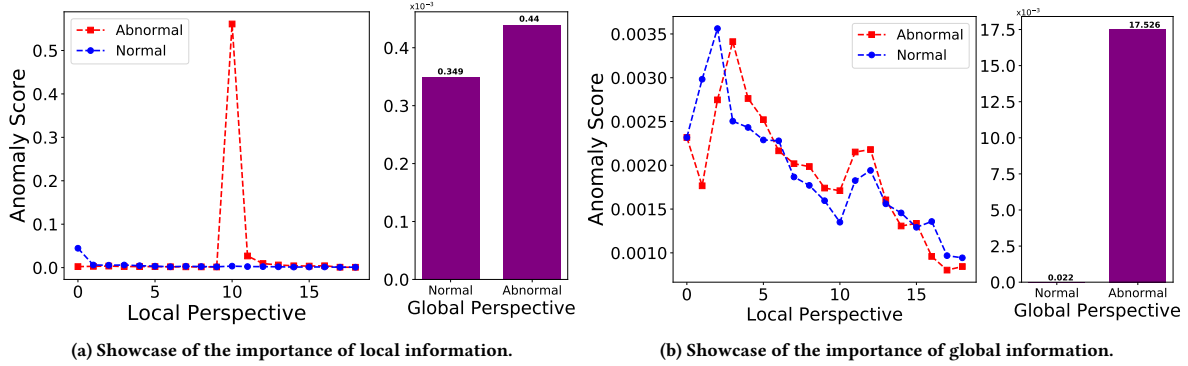 Abnormal
Normal
Anomaly Score
0.5
0.4
0.3
0.2
0.1
0.0
0
5
10
15
Local Perspective
×10⁻³
0.4
0.3
0.2
0.1
0.0
0.349
0.44
Normal
Abnormal
Global Perspective
(a) Showcase of the importance of local information.
Abnormal
Normal
Anomaly Score
0.0035
0.0030
0.0025
0.0020
0.0015
0.0010
0
5
10
15
Local Perspective
×10⁻³
17.5
15.0
12.5
10.0
7.5
5.0
2.5
0.0
0.022
17.526
Normal
Abnormal
Global Perspective
(b) Showcase of the importance of global information.